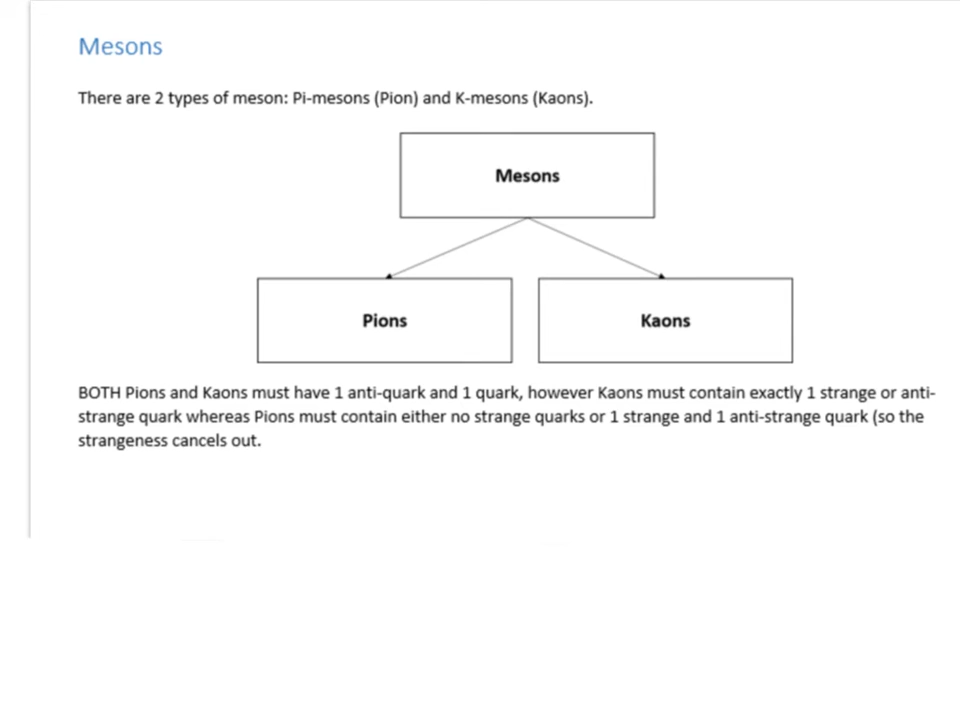 Mesons
There are 2 types of meson: Pi-mesons (Pion) and K-mesons (Kaons).
Mesons
Pions
Kaons
BOTH Pions and Kaons must have 1 anti-quark and 1 quark, however Kaons must contain exactly 1 strange or anti-
strange quark whereas Pions must contain either no strange quarks or 1 strange and 1 anti-strange quark (so the
strangeness cancels out.